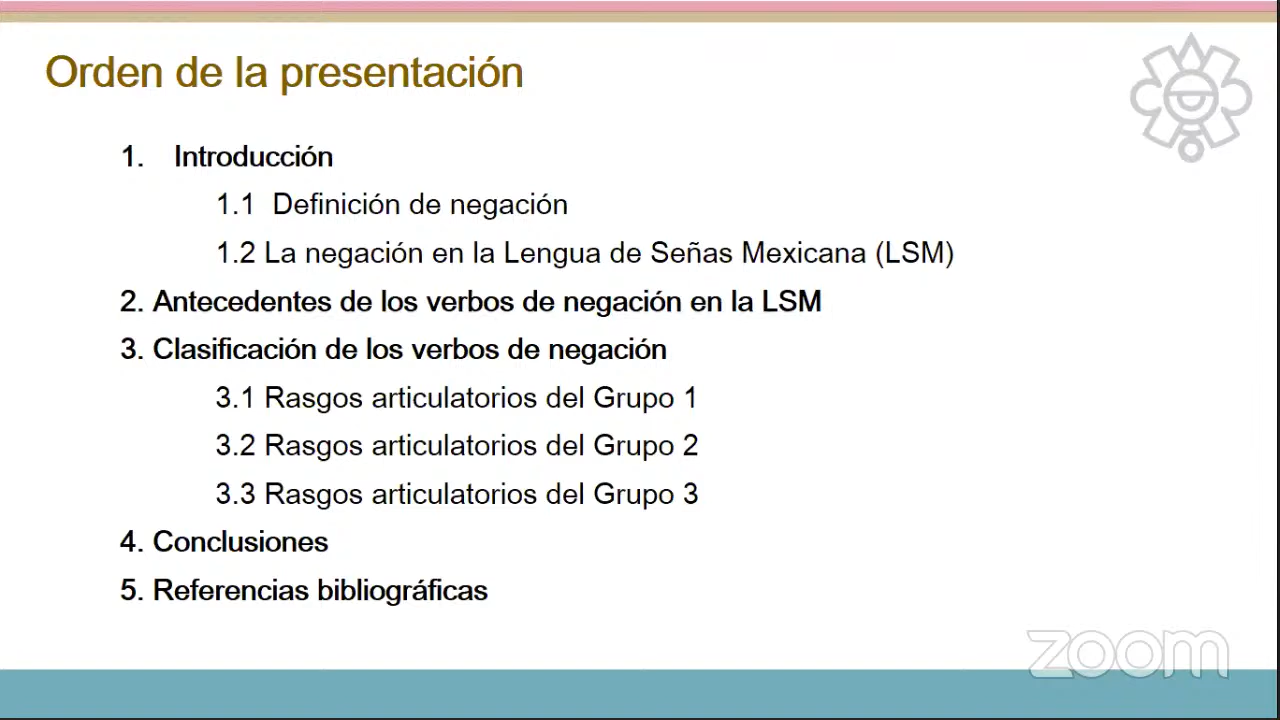 Orden de la presentación
1. Introducción
1.1 Definición de negación
1.2 La negación en la Lengua de Señas Mexicana (LSM)
2. Antecedentes de los verbos de negación en la LSM
3. Clasificación de los verbos de negación
3.1 Rasgos articulatorios del Grupo 1
3.2 Rasgos articulatorios del Grupo 2
3.3 Rasgos articulatorios del Grupo 3
4. Conclusiones
5. Referencias bibliográficas
zoom